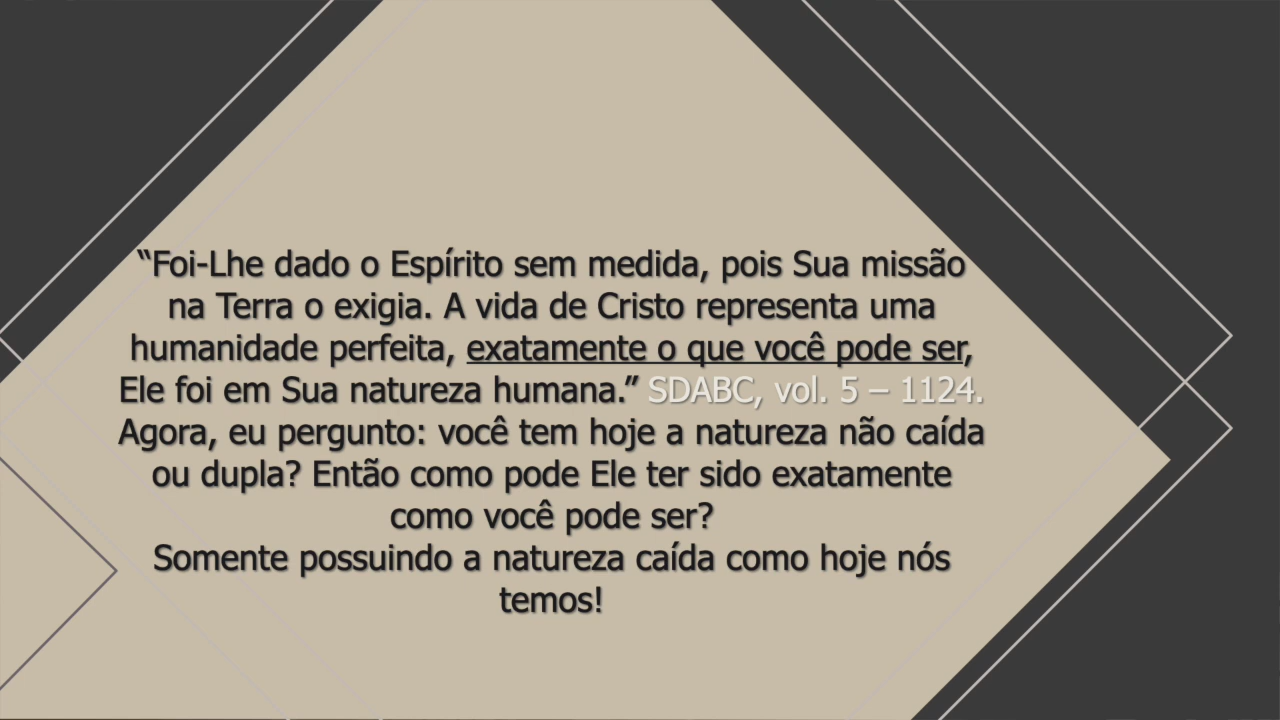 “Foi-Lhe dado o Espírito sem medida, pois Sua missão
na Terra o exigia. A vida de Cristo representa uma
humanidade perfeita, exatamente o que você pode ser,
Ele foi em Sua natureza humana.” SDABC, vol. 5 – 1124.
Agora, eu pergunto: você tem hoje a natureza não caída
ou dupla? Então como pode Ele ter sido exatamente
como você pode ser?
Somente possuindo a natureza caída como hoje nós
temos!